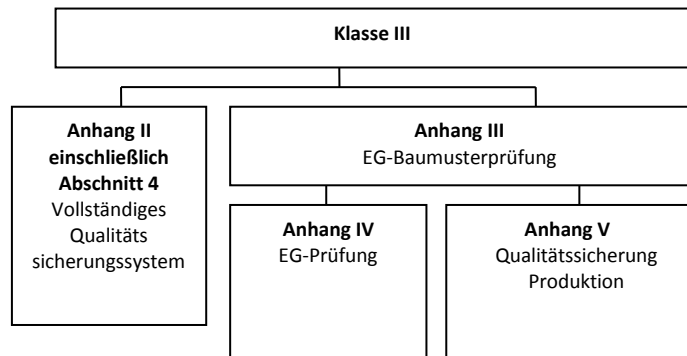 Klasse III
Anhang II
einschließlich
Abschnitt 4
Vollständiges
Qualitäts
sicherungssystem
Anhang III
EG-Baumusterprüfung
Anhang IV
EG-Prüfung
Anhang V
Qualitätssicherung
Produktion